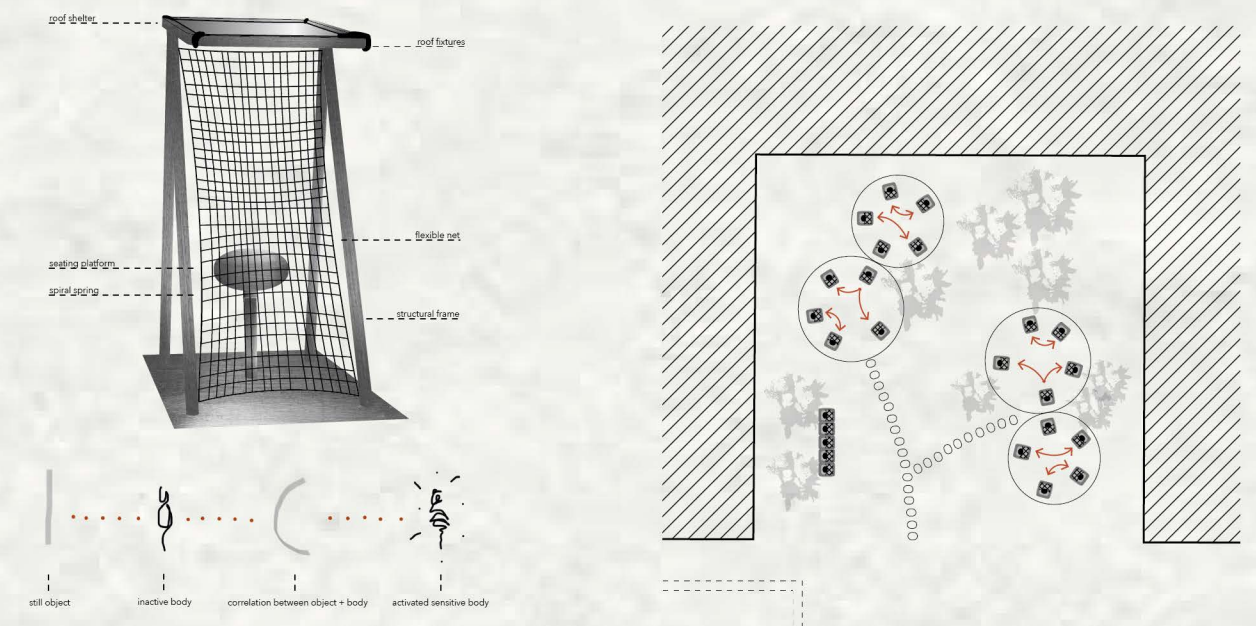 roof shelter
roof fixtures
flexible net
seating platform
spiral spring
structural frame
still object
inactive body
correlation between object + body
activated sensitive body